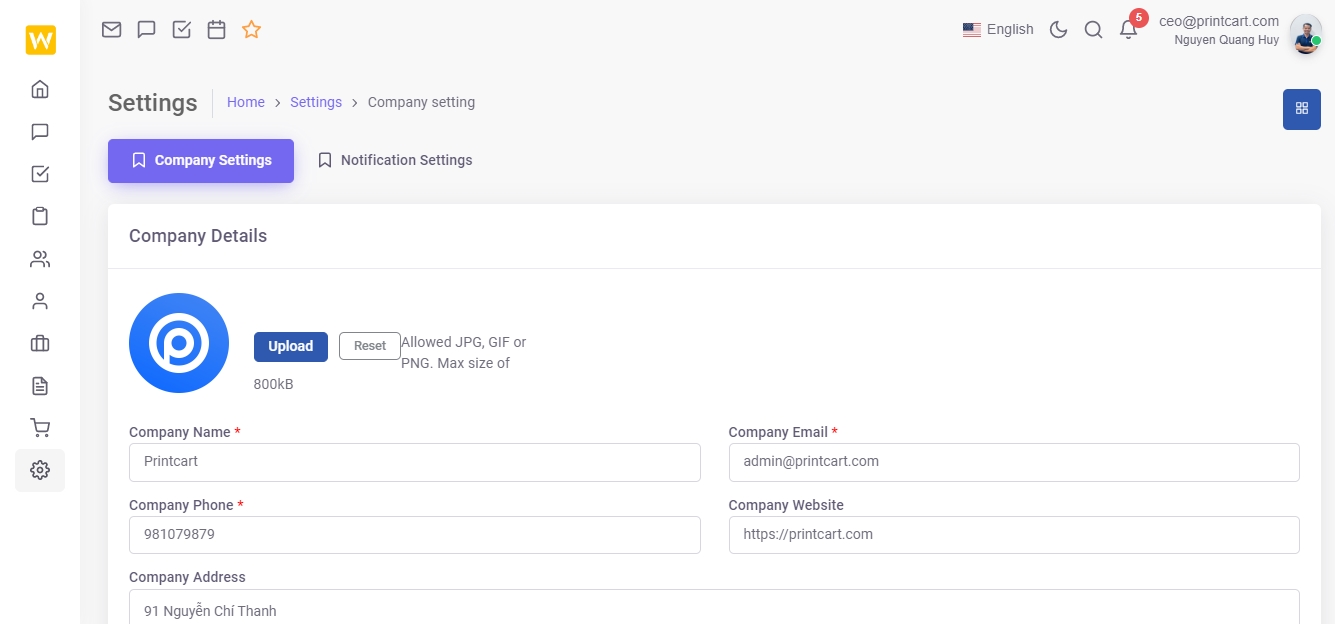 W
English
5
ceo@printcart.com
Nguyen Quang Huy
Settings
Home > Settings > Company setting
Company Settings
Notification Settings
Company Details
Upload
Reset
Allowed JPG, GIF or
PNG. Max size of
800kB
Company Name *
Company Email *
Printcart
admin@printcart.com
Company Phone *
Company Website
981079879
https://printcart.com
Company Address
91 Nguyễn Chí Thanh